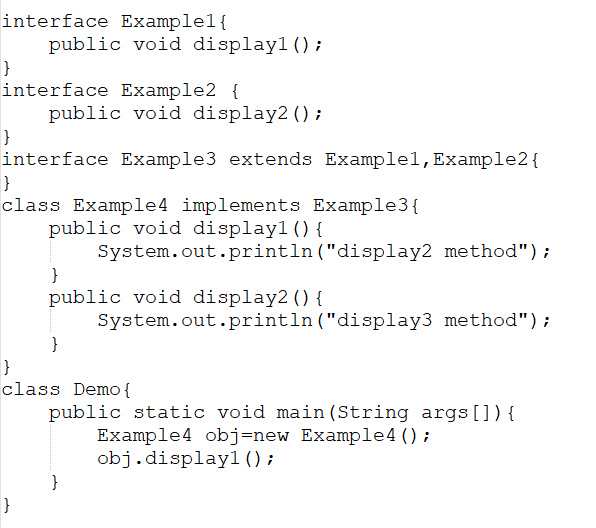 interface Example1{
    public void display1();
}
interface Example2 {
    public void display2();
}
interface Example3 extends Example1,Example2{
}
class Example4 implements Example3{
    public void display1(){
        System.out.println("display2 method");
    }
    public void display2(){
        System.out.println("display3 method");
    }
}
class Demo{
    public static void main(String args[]){
        Example4 obj=new Example4();
        obj.display1();
    }
}